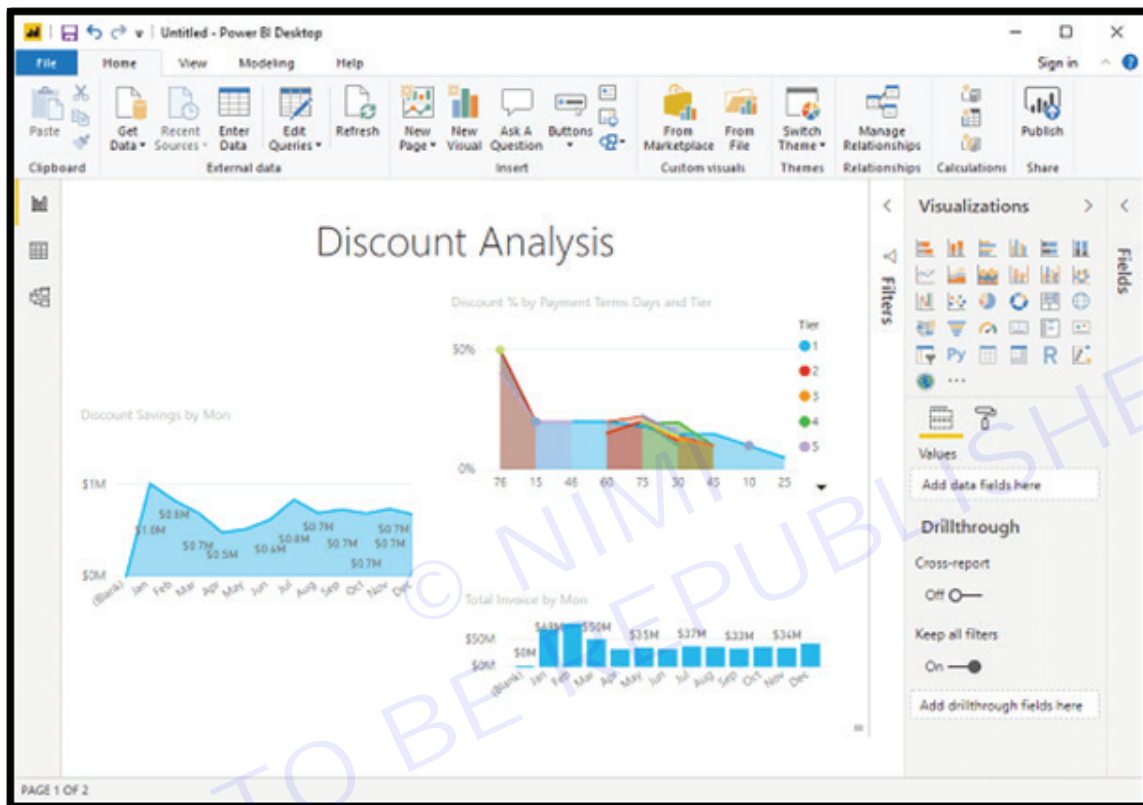 Untitled - Power BI Desktop
File Home View Modeling Help Sign in
Paste
Get Data
Recent Sources
Enter Data
Edit Queries
Refresh
New Page
New Visual
Ask A Question
Buttons
From Marketplace
From File
Switch Theme
Manage Relationships
Publish
Clipboard External data Insert Custom visuals Themes Relationships Calculations Share
Discount Analysis
Discount % by Payment Terms Days and Tier
50%
0%
76 15 46 60 75 30 45 10 25
Tier
1
2
3
4
5
Discount Savings by Mon
$1M
$0M
$1.0M $0.8M $0.7M $0.5M $0.6M $0.8M $0.7M $0.7M $0.7M $0.7M $0.7M
(Blank) Jan Feb Mar Apr May Jun Jul Aug Sep Oct Nov Dec
Total Invoice by Mon
$50M
$0M
$0M $68M $50M $35M $37M $33M $34M
(Blank) Jan Feb Mar Apr May Jun Jul Aug Sep Oct Nov Dec
Filters
Visualizations
Py R
Values
Add data fields here
Drillthrough
Cross-report
Off
Keep all filters
On
Add drillthrough fields here
Fields
PAGE 1 OF 2
© NIMI
TO BE REPUBLISHE